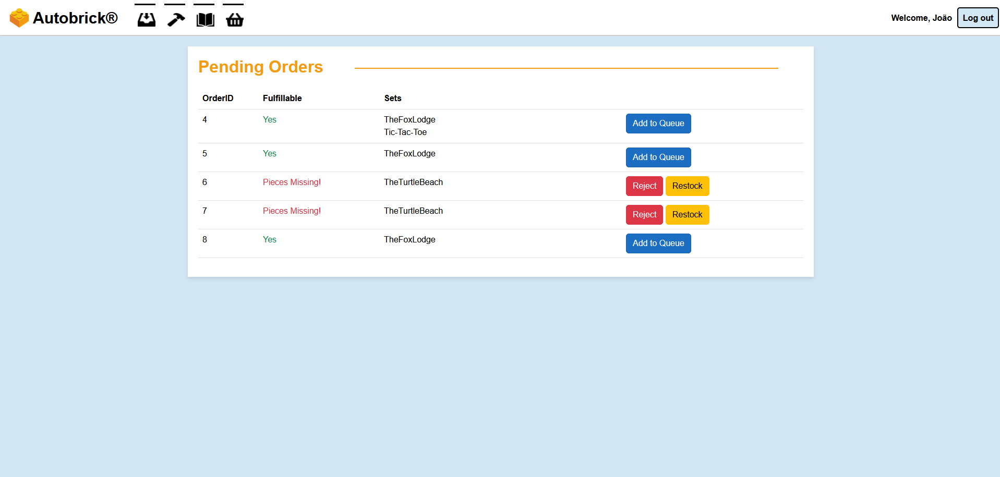 Autobrick®
Welcome, João
Log out
Pending Orders
OrderID Fulfillable Sets
4 Yes TheFoxLodge Add to Queue
Tic-Tac-Toe
5 Yes TheFoxLodge Add to Queue
6 Pieces Missing! TheTurtleBeach Reject Restock
7 Pieces Missing! TheTurtleBeach Reject Restock
8 Yes TheFoxLodge Add to Queue